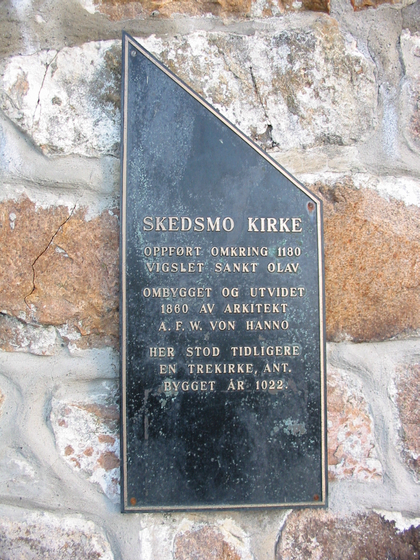 SKEDSMO KIRKE
OPPFØRT OMKRING 1180
VIGSLET SANKT OLAV
OMBYGGET OG UTVIDET
1860 AV ARKITEKT
A. F. W. VON HANNO
HER STOD TIDLIGERE
EN TREKIRKE, ANT.
BYGGET ÅR 1022.